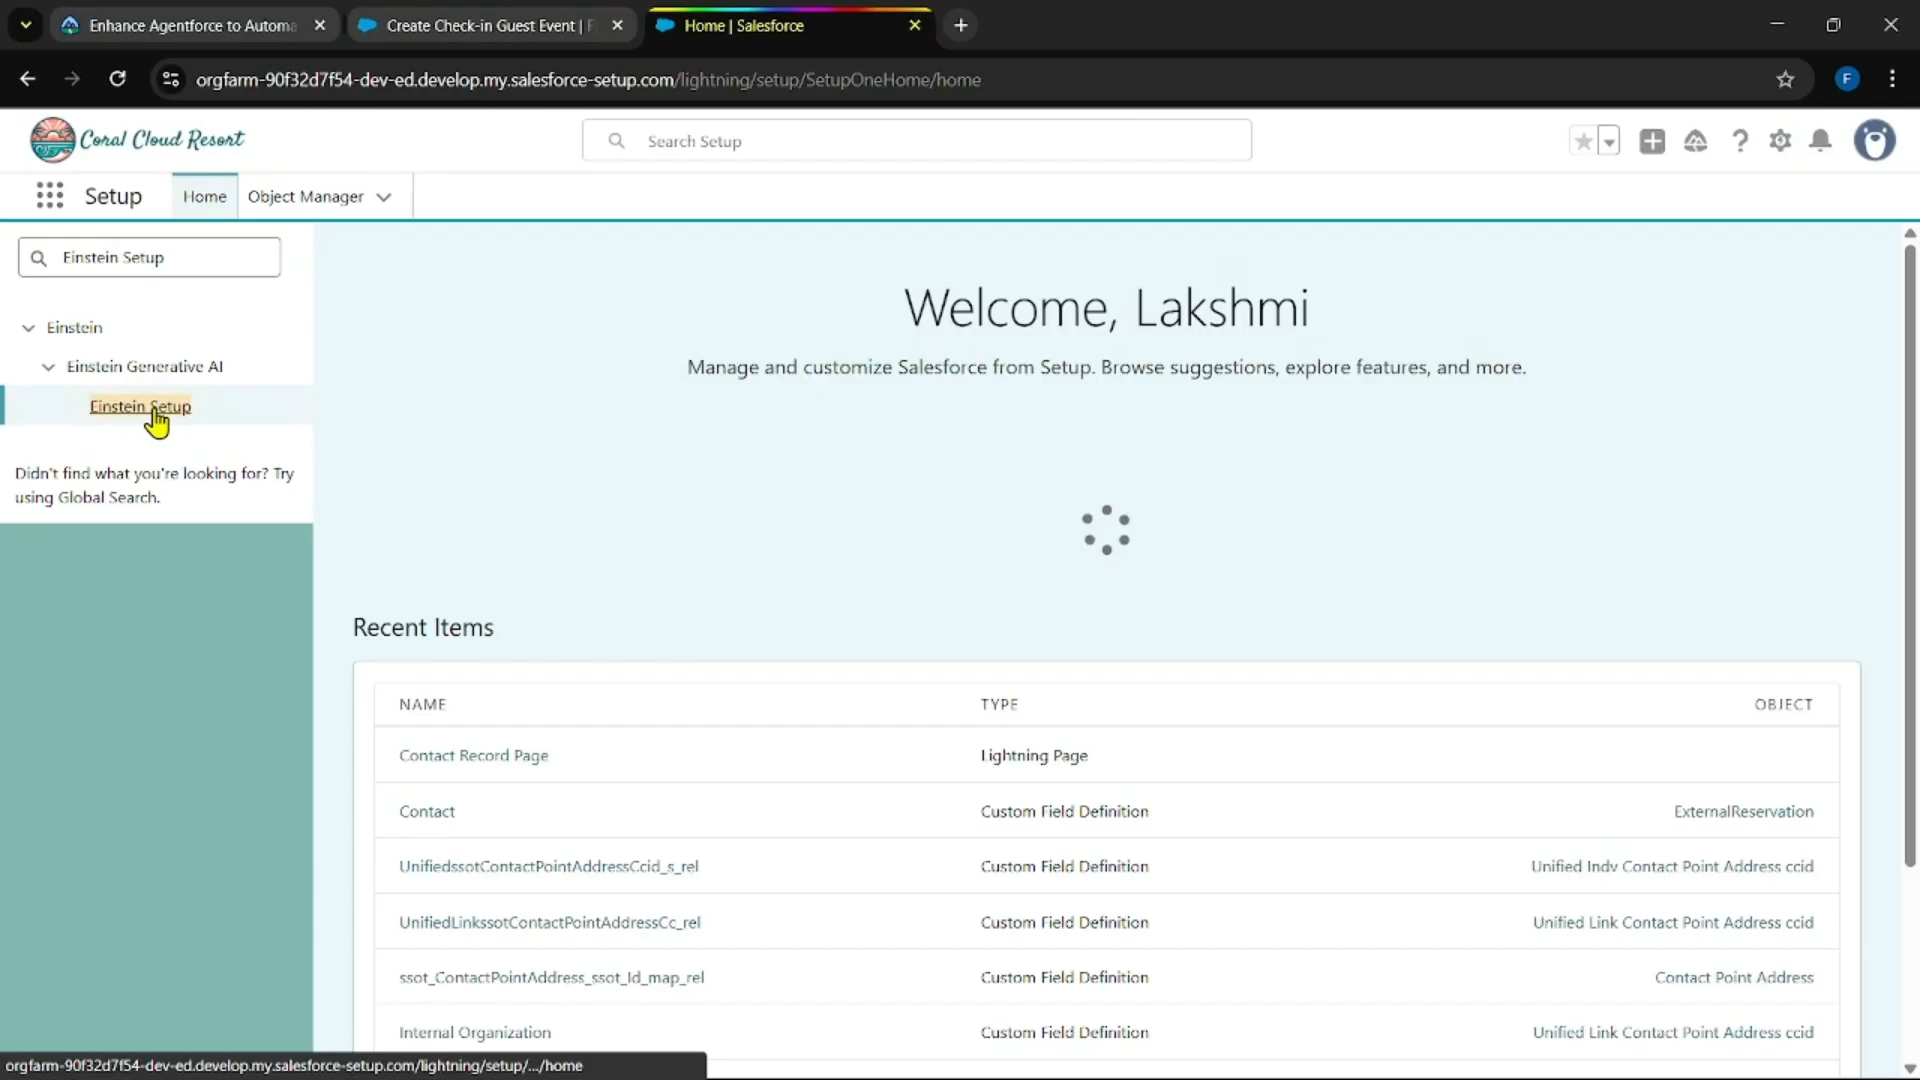 Enhance Agentforce to Automa
Create Check-in Guest Event |
Home | Salesforce
orgfarm-90f32d7f54-dev-ed.develop.my.salesforce-setup.com/lightning/setup/SetupOneHome/home
F
Coral Cloud Resort
Search Setup
Setup
Home
Object Manager
Einstein Setup
Einstein
Einstein Generative AI
Einstein Setup
Didn't find what you're looking for? Try
using Global Search.
Welcome, Lakshmi
Manage and customize Salesforce from Setup. Browse suggestions, explore features, and more.
Recent Items
NAME TYPE OBJECT
Contact Record Page Lightning Page
Contact Custom Field Definition ExternalReservation
UnifiedssotContactPointAddressCcid_s_rel Custom Field Definition Unified Indv Contact Point Address ccid
UnifiedLinkssotContactPointAddressCc_rel Custom Field Definition Unified Link Contact Point Address ccid
ssot_ContactPointAddress_ssot_Id_map_rel Custom Field Definition Contact Point Address
Internal Organization Custom Field Definition Unified Link Contact Point Address ccid
orgfarm-90f32d7f54-dev-ed.develop.my.salesforce-setup.com/lightning/setup/.../home